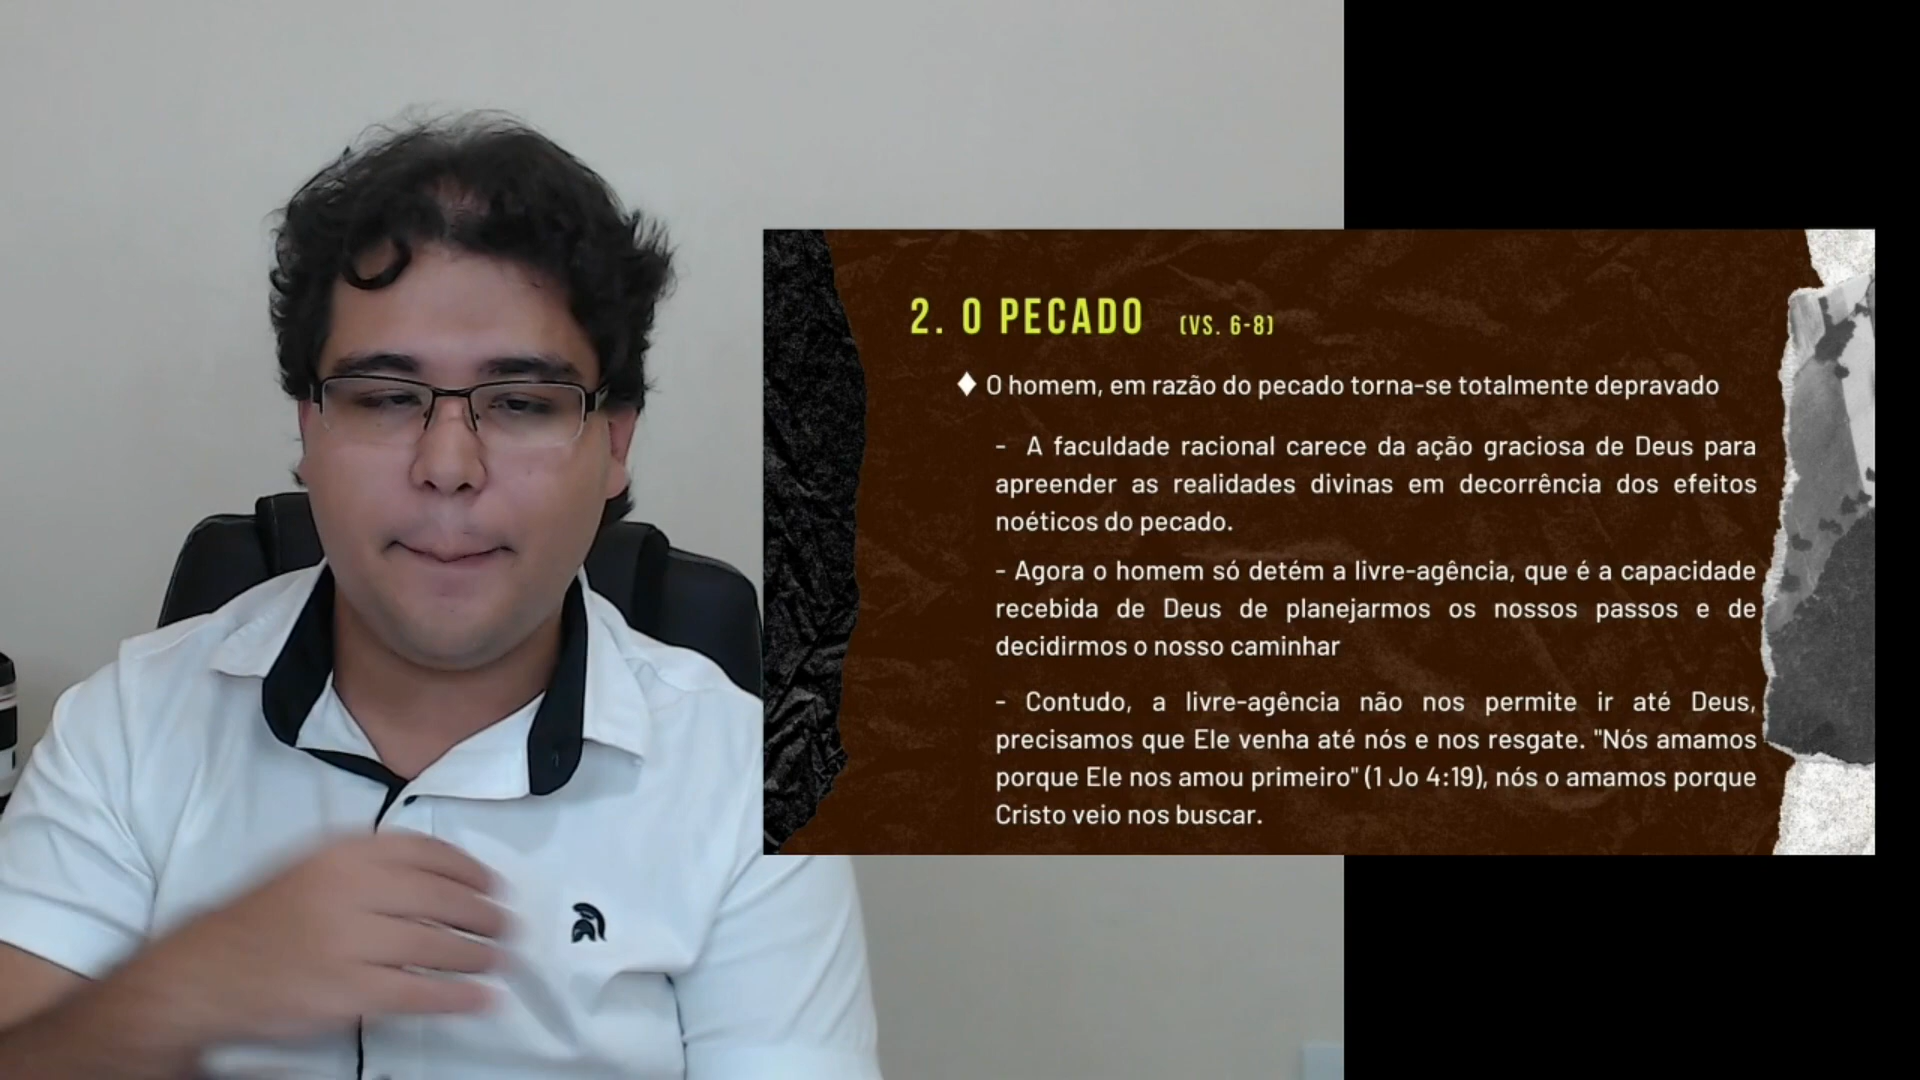 2. O PECADO (VS. 6-8)
♦ O homem, em razão do pecado torna-se totalmente depravado
- A faculdade racional carece da ação graciosa de Deus para
apreender as realidades divinas em decorrência dos efeitos
noéticos do pecado.
- Agora o homem só detém a livre-agência, que é a capacidade
recebida de Deus de planejarmos os nossos passos e de
decidirmos o nosso caminhar
- Contudo, a livre-agência não nos permite ir até Deus,
precisamos que Ele venha até nós e nos resgate. "Nós amamos
porque Ele nos amou primeiro" (1 Jo 4:19), nós o amamos porque
Cristo veio nos buscar.